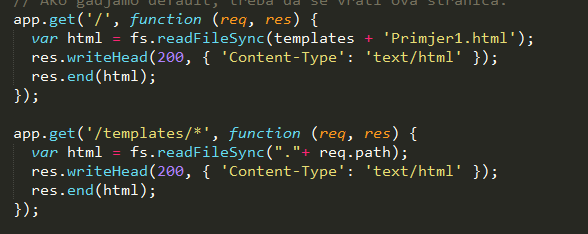 // Ako gadjamo default, treba da se vrati ova stranica.
app.get('/', function (req, res) {
  var html = fs.readFileSync(templates + 'Primjer1.html');
  res.writeHead(200, { 'Content-Type': 'text/html' });
  res.end(html);
});

app.get('/templates/*', function (req, res) {
  var html = fs.readFileSync("."+ req.path);
  res.writeHead(200, { 'Content-Type': 'text/html' });
  res.end(html);
});